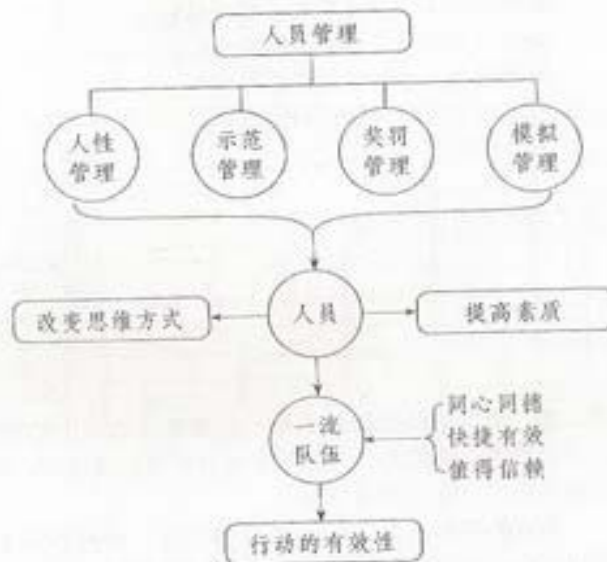 人员管理
人性
管理
示范
管理
奖罚
管理
模拟
管理
改变思维方式
人员
提高素质
一流
队伍
同心同德
快捷有效
值得信赖
行动的有效性